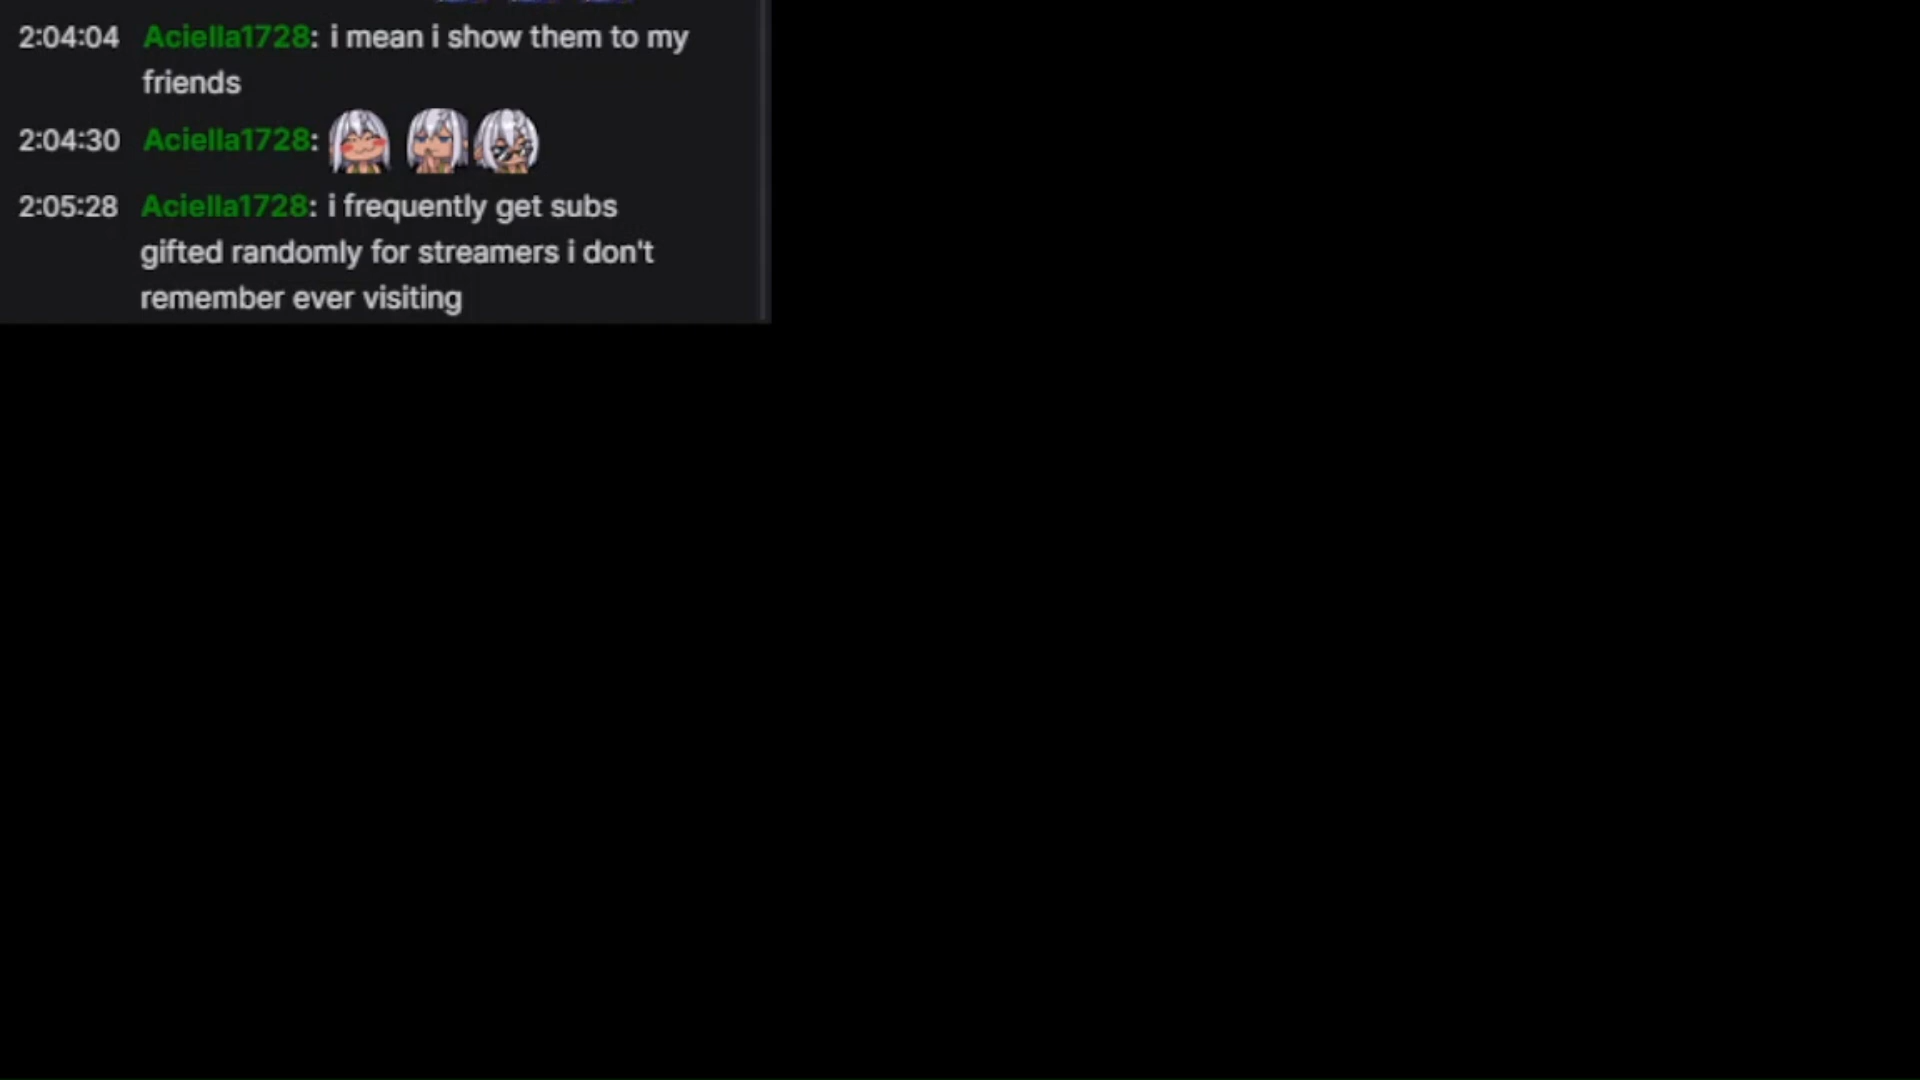 2:04:04 Aciella1728: i mean i show them to my
friends
2:04:30 Aciella1728:
2:05:28 Aciella1728: i frequently get subs
gifted randomly for streamers i don't
remember ever visiting